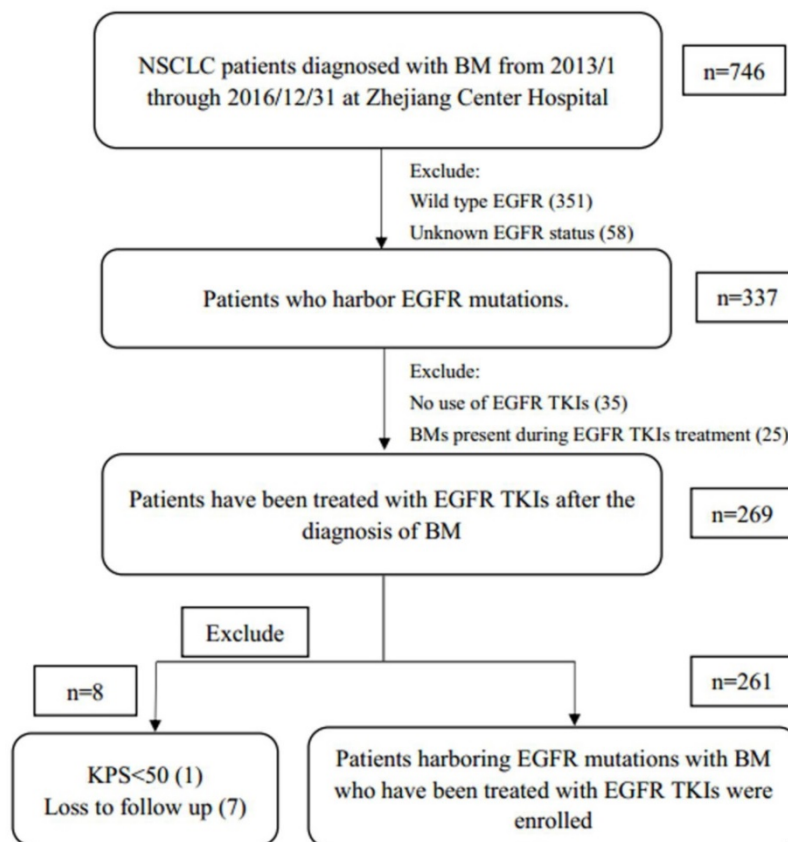 NSCLC patients diagnosed with BM from 2013/1
through 2016/12/31 at Zhejiang Center Hospital
n=746
Exclude:
Wild type EGFR (351)
Unknown EGFR status (58)
Patients who harbor EGFR mutations.
n=337
Exclude:
No use of EGFR TKIs (35)
BMs present during EGFR TKIs treatment (25)
Patients have been treated with EGFR TKIs after the
diagnosis of BM
n=269
Exclude
n=8
n=261
KPS<50 (1)
Loss to follow up (7)
Patients harboring EGFR mutations with BM
who have been treated with EGFR TKIs were
enrolled